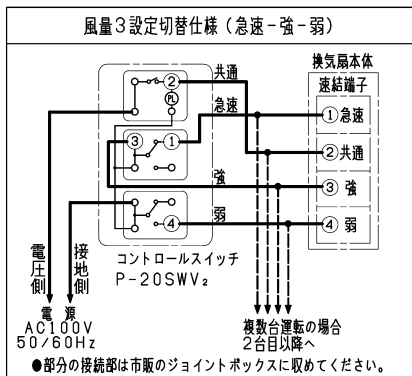 風量3設定切替仕様(急速-強-弱)
換気扇本体
速結端子
共通
急速
強
弱
② PL
③ ①
④
①急速
②共通
③強
④弱
コントロールスイッチ
P-20SWV₂
電圧側
接地側
電源
AC100V
50/60Hz
複数台運転の場合
2台目以降へ
●部分の接続部は市販のジョイントボックスに収めてください。